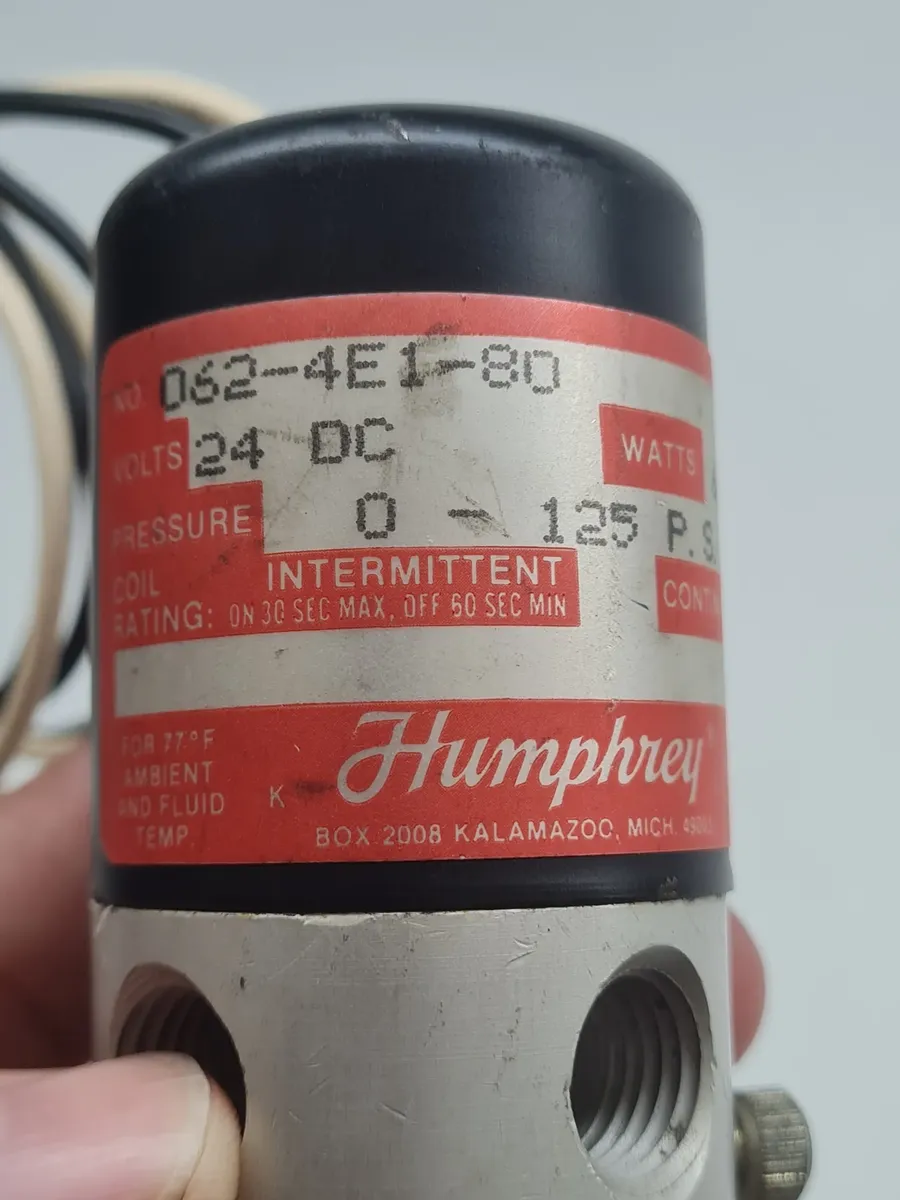 NO. 062-4E1-80
VOLTS 24 DC WATTS
PRESSURE 0 - 125 P.S.
COIL RATING: INTERMITTENT
ON 30 SEC MAX, OFF 60 SEC MIN
FOR 77°F
AMBIENT
AND FLUID
TEMP.
K
Humphrey
BOX 2008 KALAMAZOO, MICH.